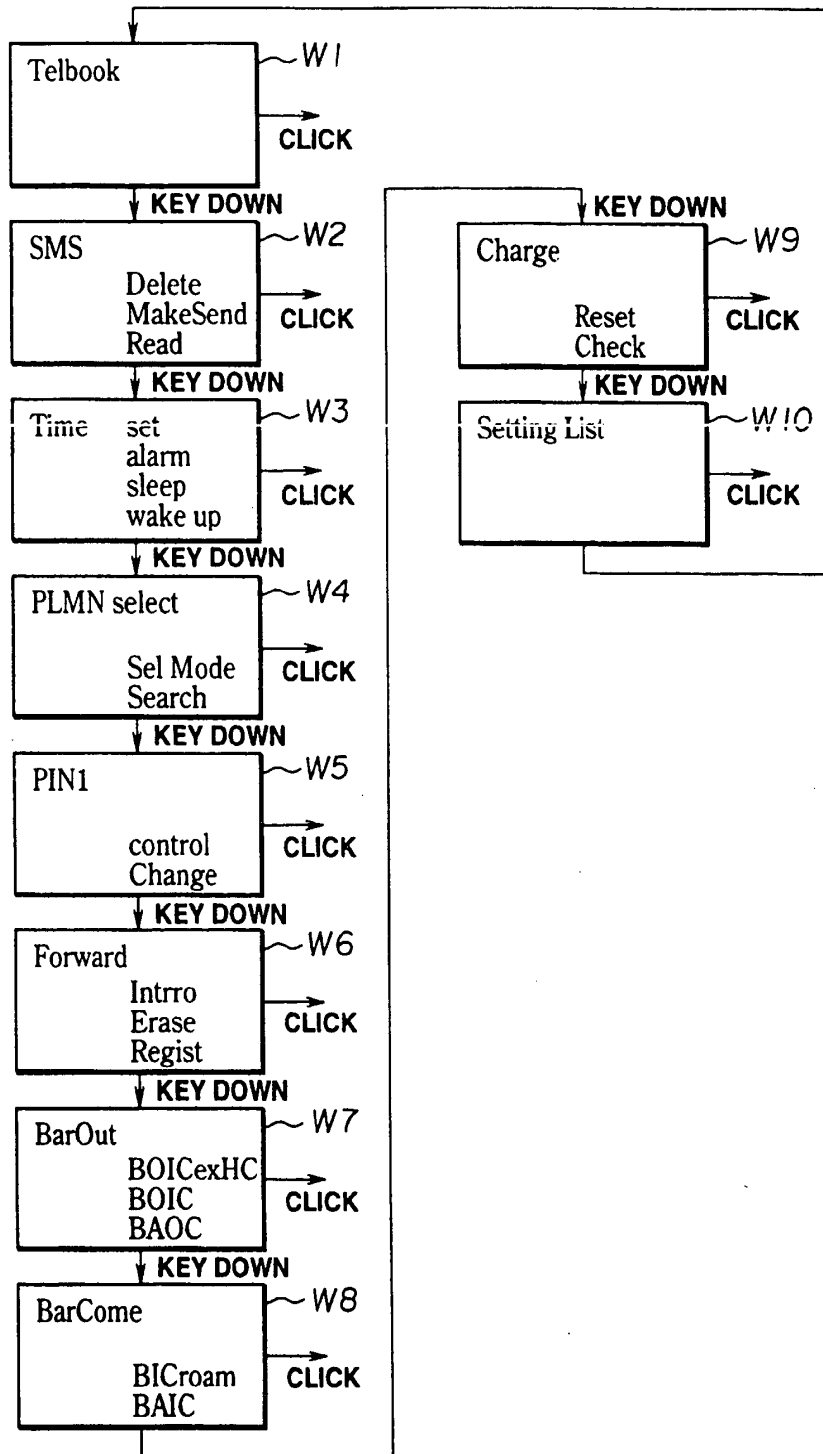 Telbook
W1
CLICK
KEY DOWN
SMS
W2
Delete
MakeSend
Read
CLICK
KEY DOWN
Time set
W3
alarm
sleep
wake up
CLICK
KEY DOWN
PLMN select
W4
Sel Mode
Search
CLICK
KEY DOWN
PIN1
W5
control
Change
CLICK
KEY DOWN
Forward
W6
Intrro
Erase
Regist
CLICK
KEY DOWN
BarOut
W7
BOICexHC
BOIC
BAOC
CLICK
KEY DOWN
BarCome
W8
BICroam
BAIC
CLICK
KEY DOWN
Charge
W9
Reset
Check
CLICK
KEY DOWN
Setting List
W10
CLICK